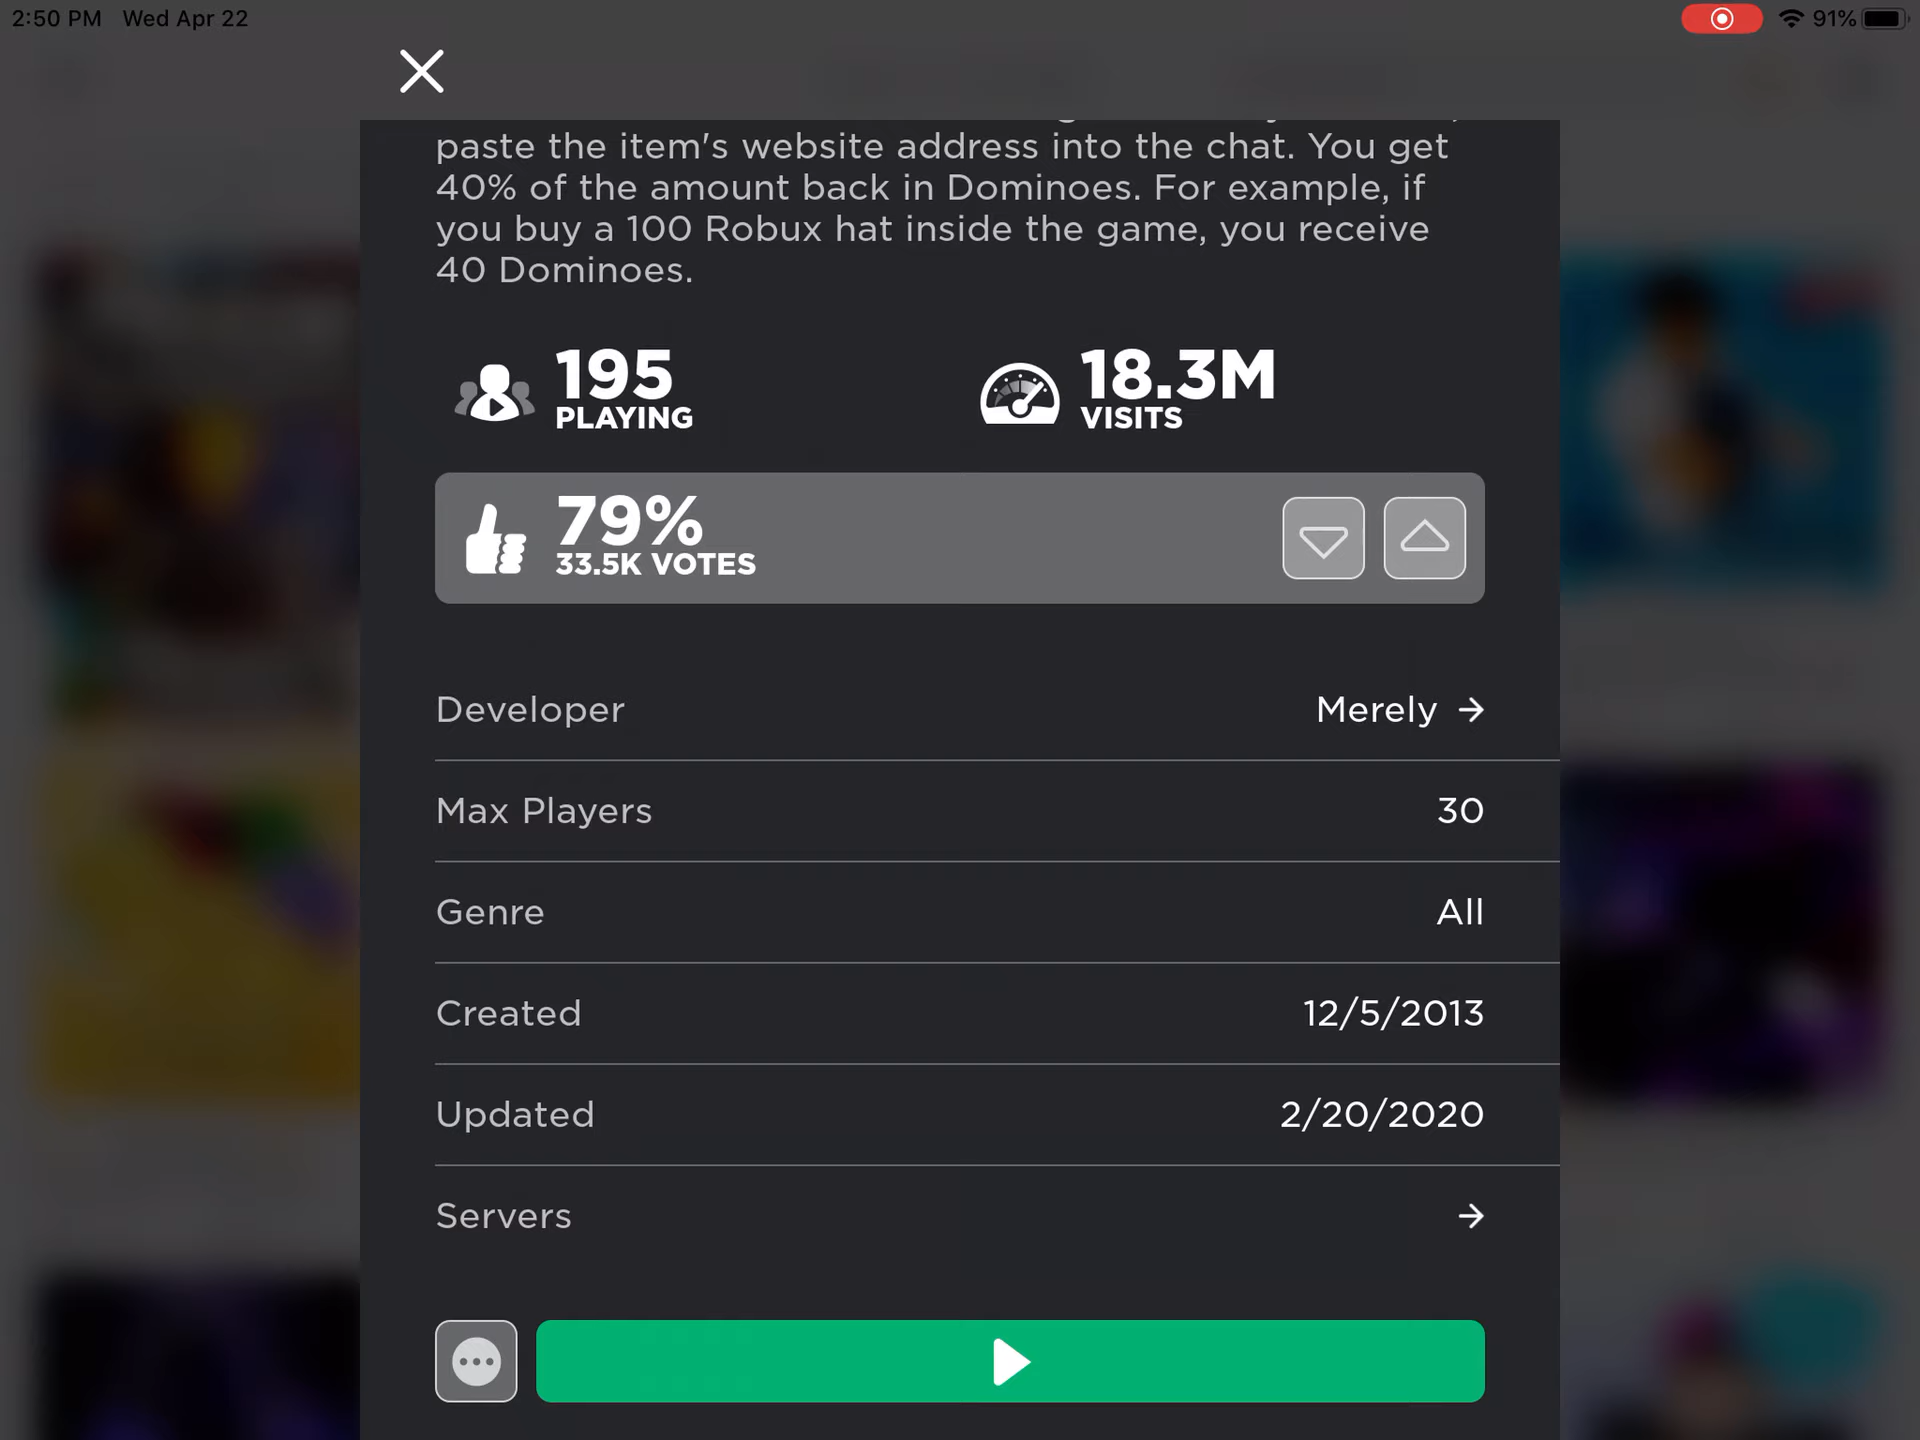 2:50 PM Wed Apr 22
91%
paste the item's website address into the chat. You get
40% of the amount back in Dominoes. For example, if
you buy a 100 Robux hat inside the game, you receive
40 Dominoes.
195
PLAYING
18.3M
VISITS
79%
33.5K VOTES
Developer
Merely
Max Players
30
Genre
All
Created
12/5/2013
Updated
2/20/2020
Servers